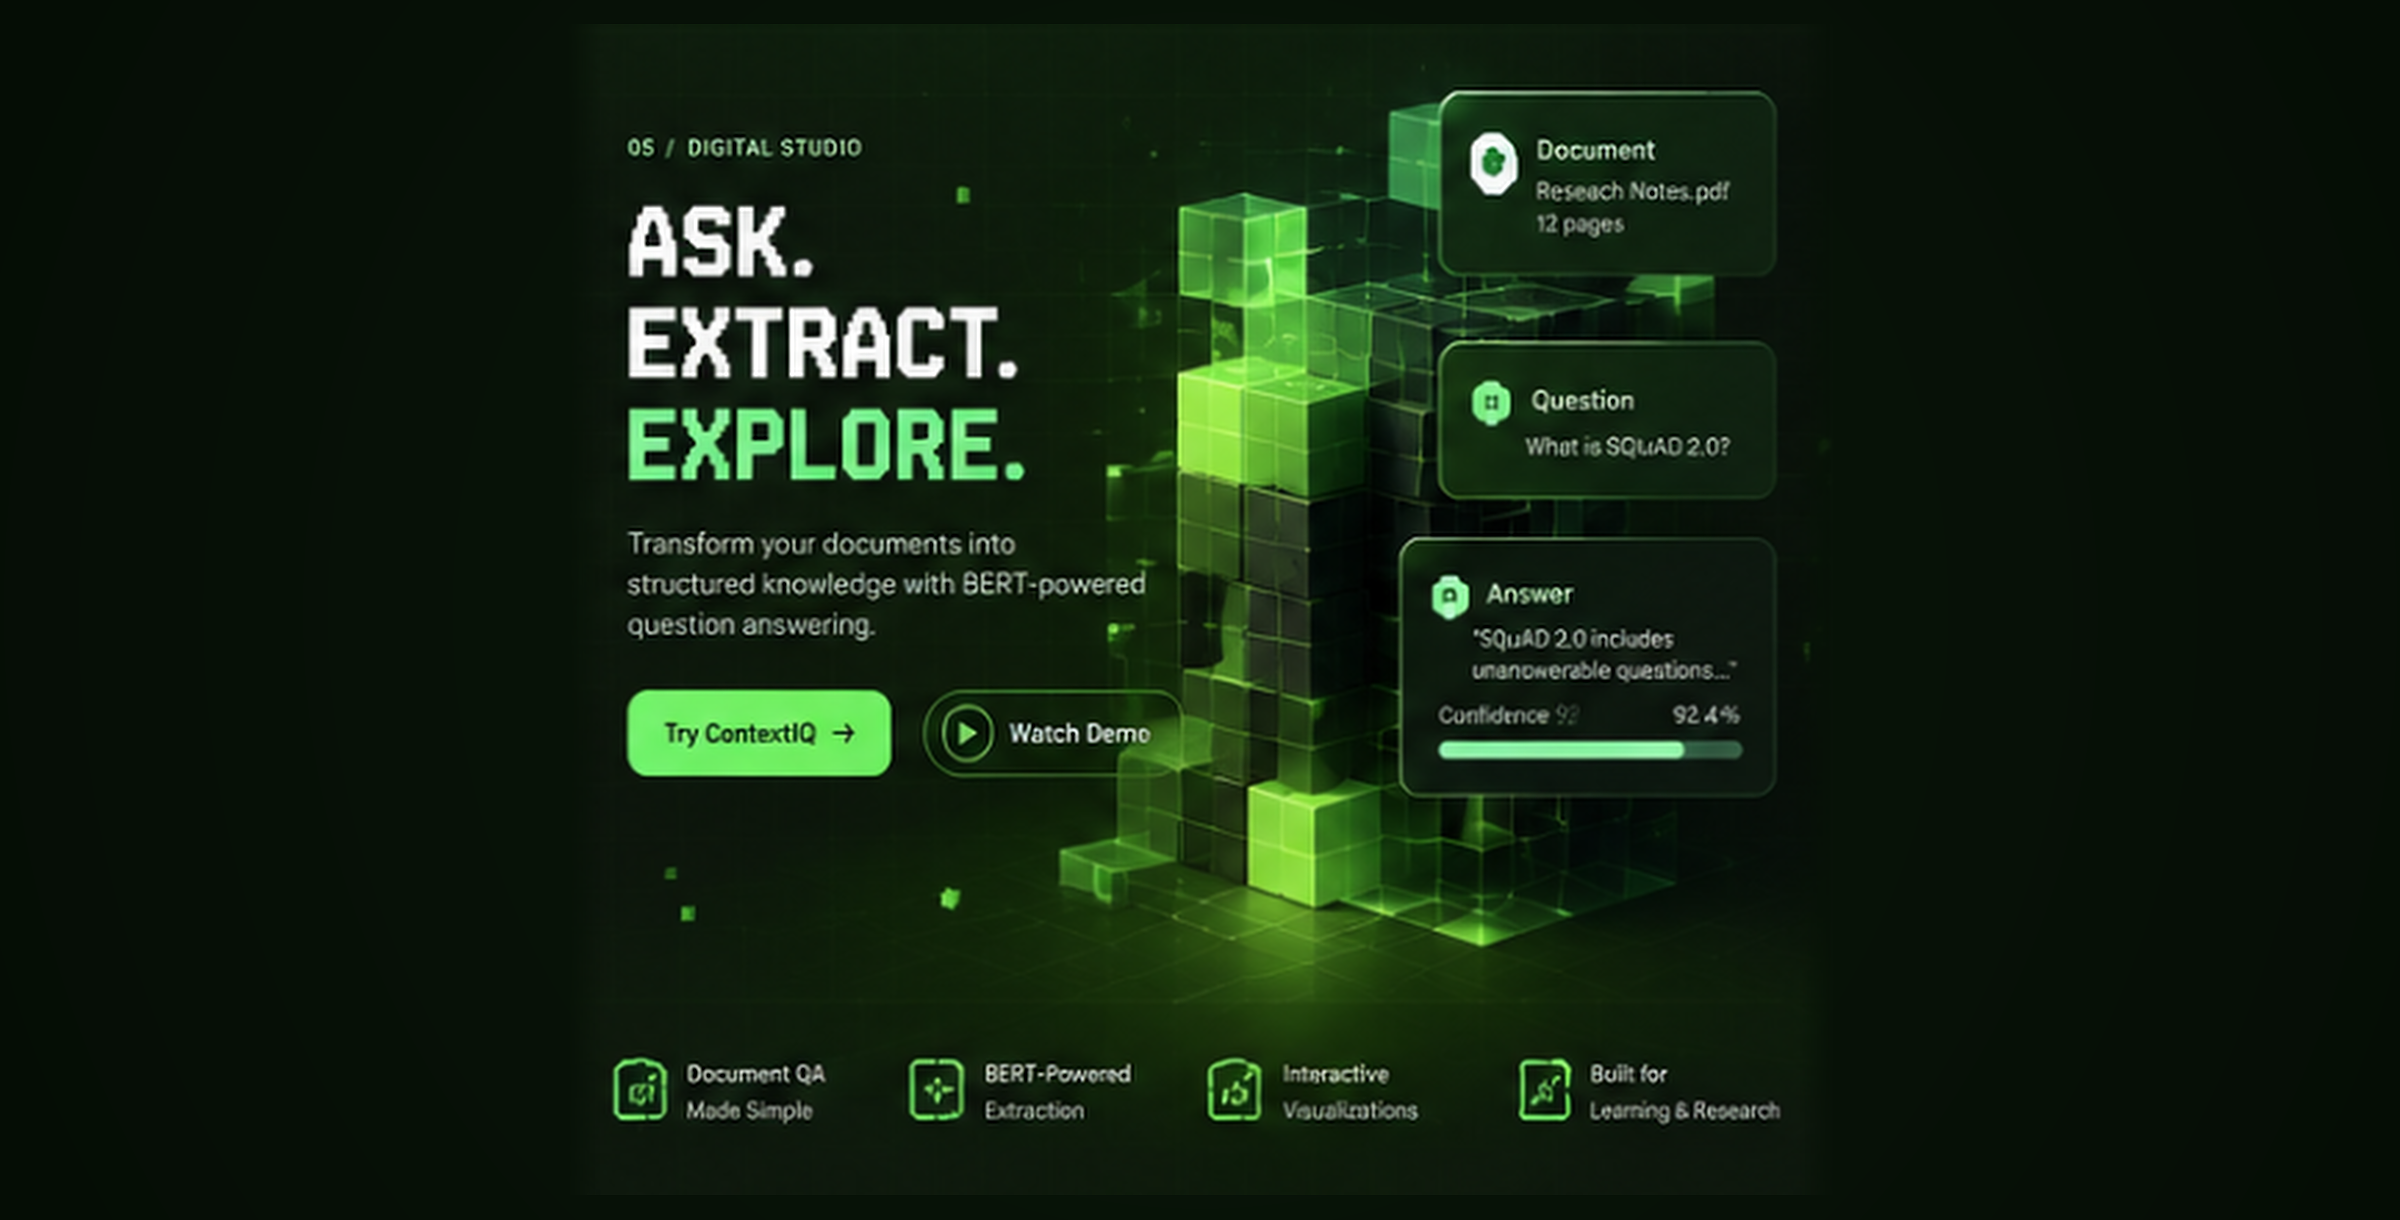 05 / DIGITAL STUDIO
ASK.
EXTRACT.
EXPLORE.
Transform your documents into
structured knowledge with BERT-powered
question answering.
Try ContextIQ →
Watch Demo
Document
Reseach Notes.pdf
12 pages
Question
What is SQuAD 2.0?
Answer
"SQuAD 2.0 includes
unanowerable questions..."
Confidence 92 92.4%
Document QA
Made Simple
BERT-Powered
Extraction
Interactive
Visualizations
Built for
Learning & Research